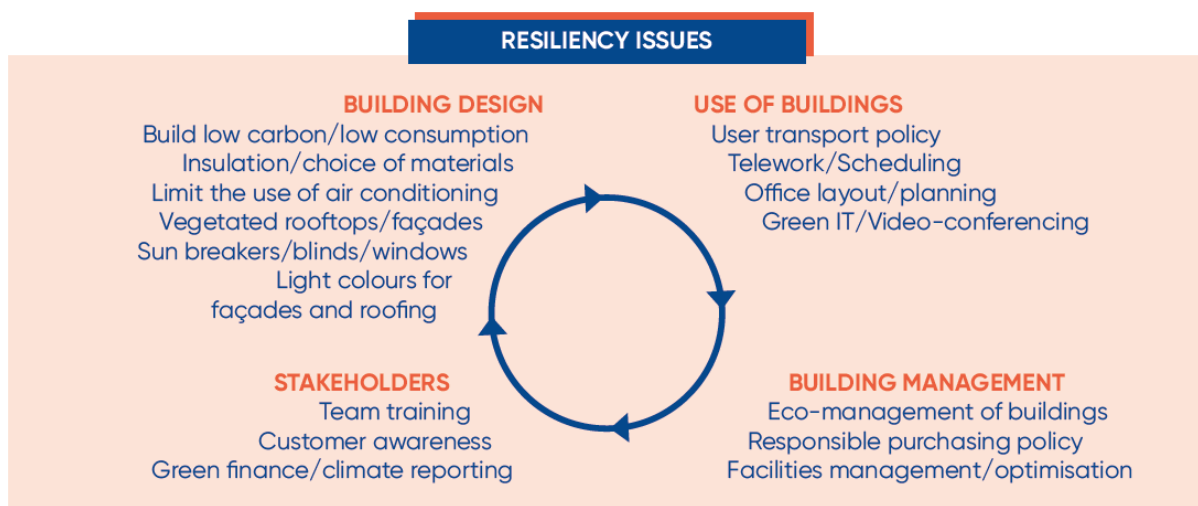 RESILIENCY ISSUES
BUILDING DESIGN
Build low carbon/low consumption
Insulation/choice of materials
Limit the use of air conditioning
Vegetated rooftops/façades
Sun breakers/blinds/windows
Light colours for
façades and roofing
USE OF BUILDINGS
User transport policy
Telework/Scheduling
Office layout/planning
Green IT/Video-conferencing
STAKEHOLDERS
Team training
Customer awareness
Green finance/climate reporting
BUILDING MANAGEMENT
Eco-management of buildings
Responsible purchasing policy
Facilities management/optimisation